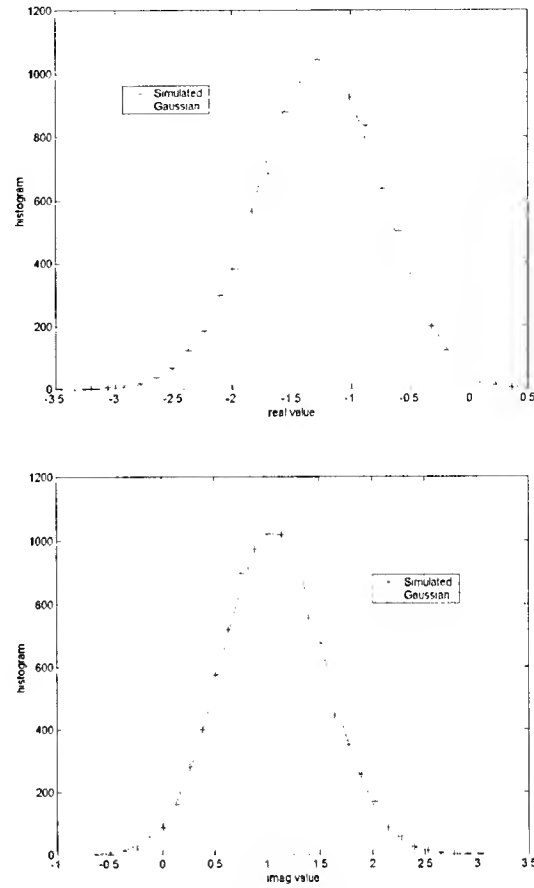 1200
1000
800
600
400
200
0
histogram
Simulated
Gaussian
-3.5 -3 -2.5 -2 -1.5 -1 -0.5 0 0.5
real value
1200
1000
800
600
400
200
0
histogram
Simulated
Gaussian
-1 -0.5 0 0.5 1 1.5 2 2.5 3 3.5
imag value